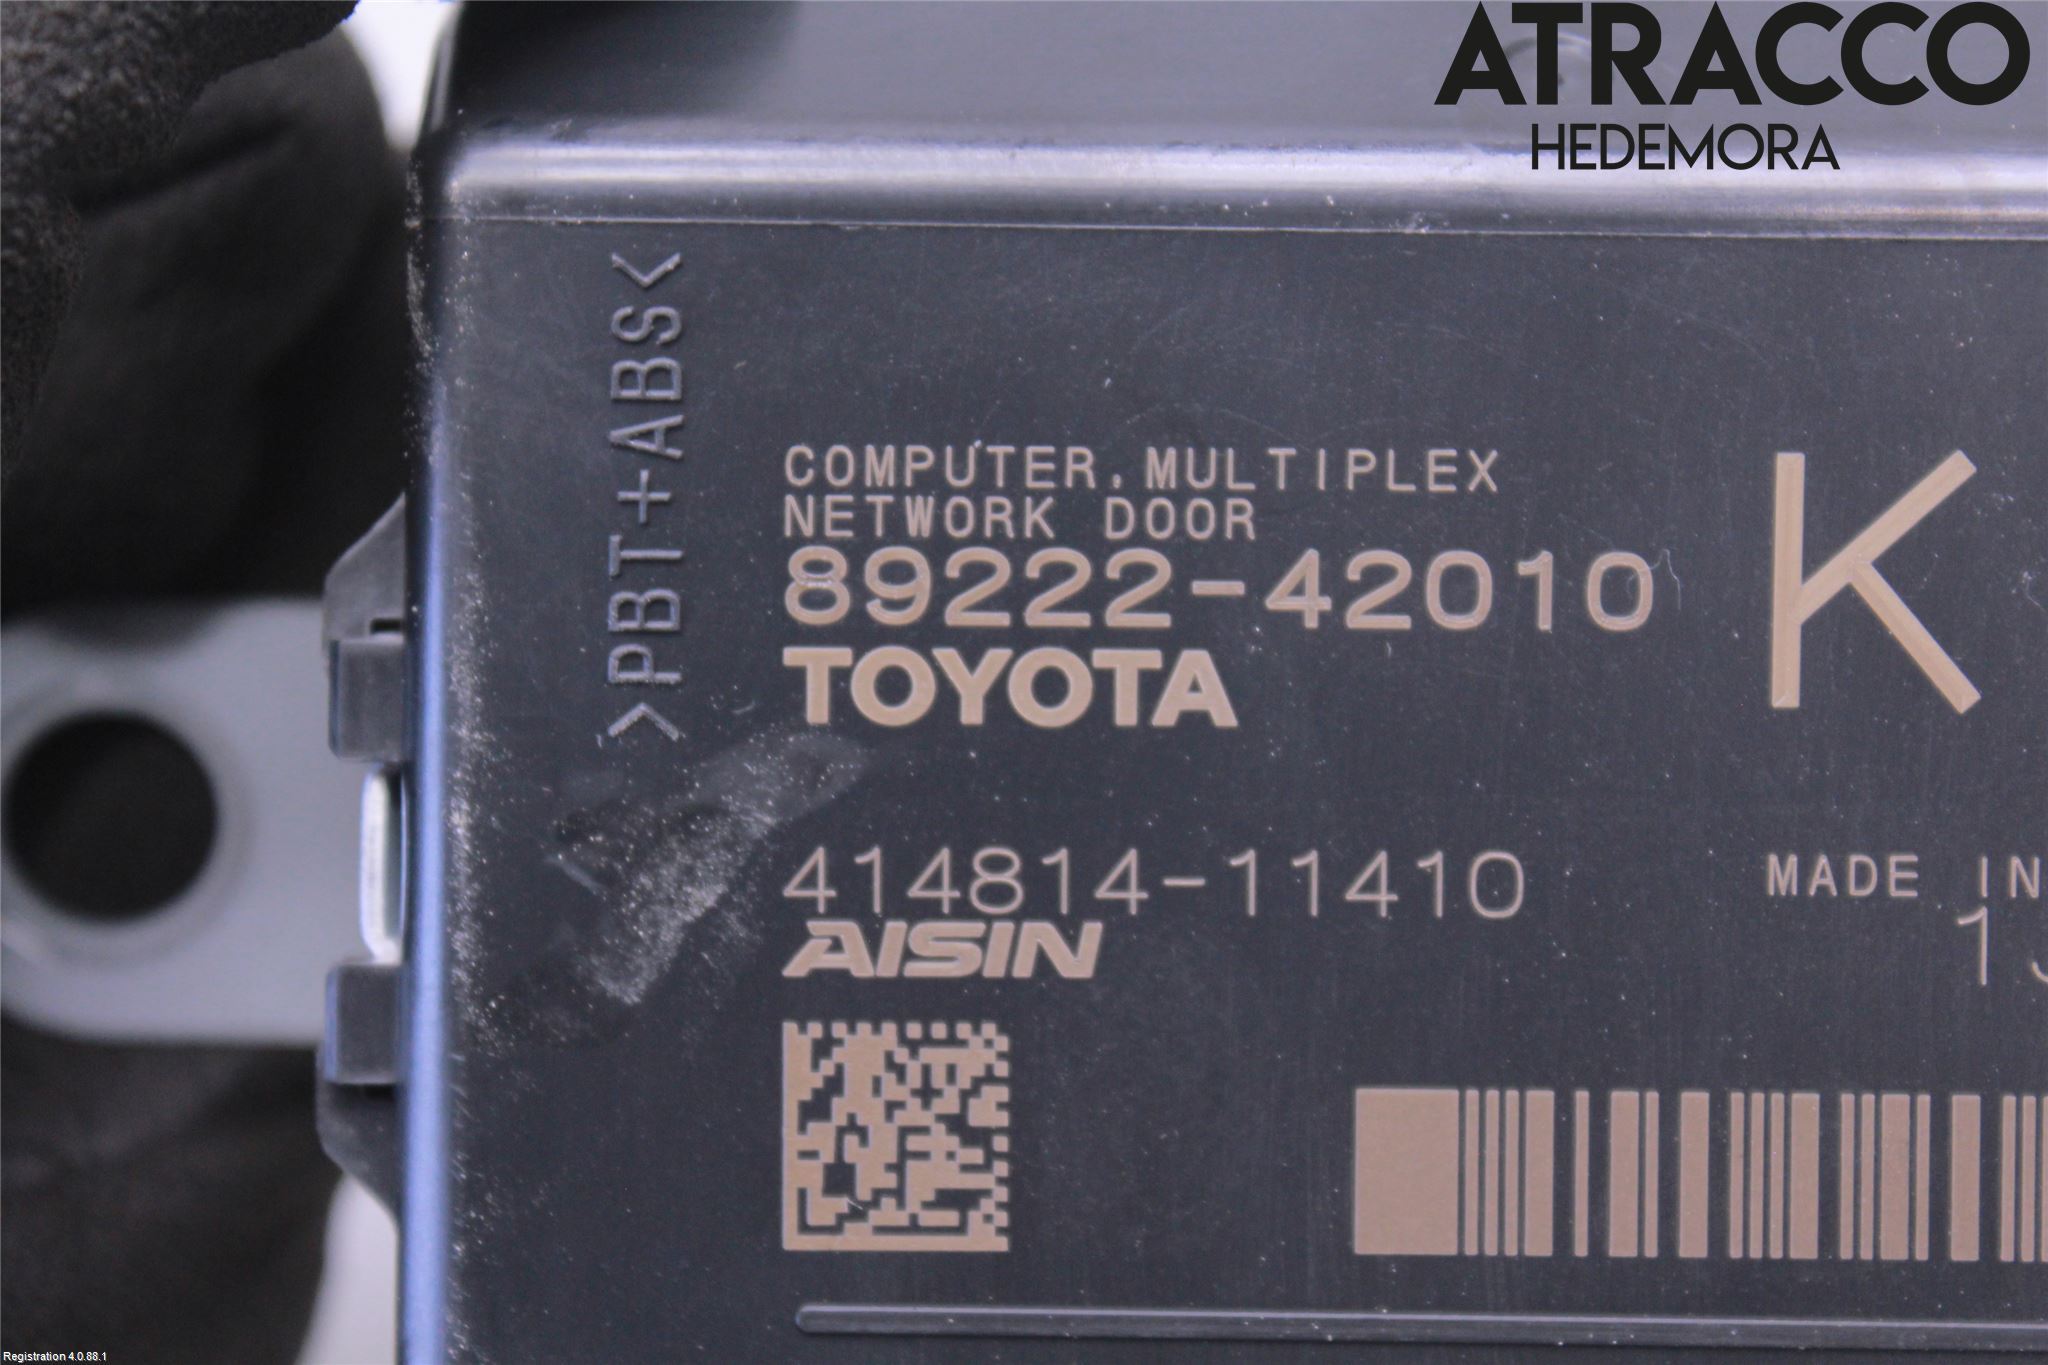 ATRACCO
HEDEMORA
>PBT+ABS<
COMPUTER.MULTIPLEX
NETWORK DOOR
89222-42010
TOYOTA
K
414814-11410
AISIN
MADE IN
Registration 4.0.88.1